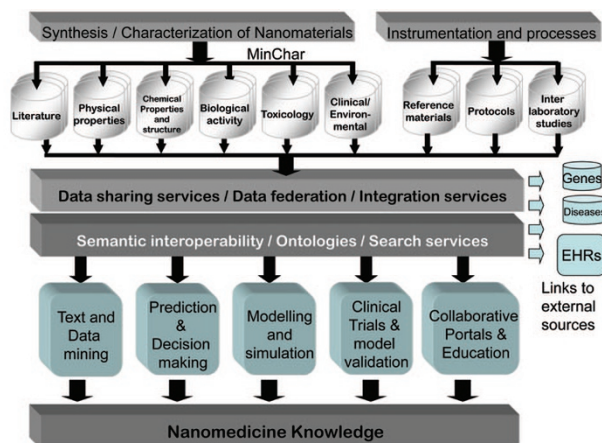 Synthesis / Characterization of Nanomaterials
Instrumentation and processes
MinChar
Literature
Physical
properties
Chemical
Properties
and
structure
Biological
activity
Toxicology
Clinical/
Environ-
mental
Reference
materials
Protocols
Inter
laboratory
studies
Data sharing services / Data federation / Integration services
Genes
Diseases
Semantic interoperability / Ontologies / Search services
EHRs
Links to
external
sources
Text and
Data
mining
Prediction
&
Decision
making
Modelling
and
simulation
Clinical
Trials &
model
validation
Collaborative
Portals &
Education
Nanomedicine Knowledge